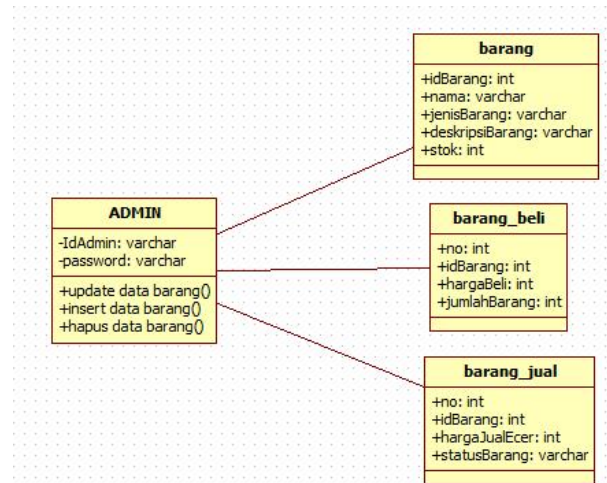 barang
+idBarang: int
+nama: varchar
+jenisBarang: varchar
+deskripsiBarang: varchar
+stok: int
ADMIN
-IdAdmin: varchar
-password: varchar
+update data barang()
+insert data barang()
+hapus data barang()
barang_beli
+no: int
+idBarang: int
+hargaBeli: int
+jumlahBarang: int
barang_jual
+no: int
+idBarang: int
+hargaJualEcer: int
+statusBarang: varchar